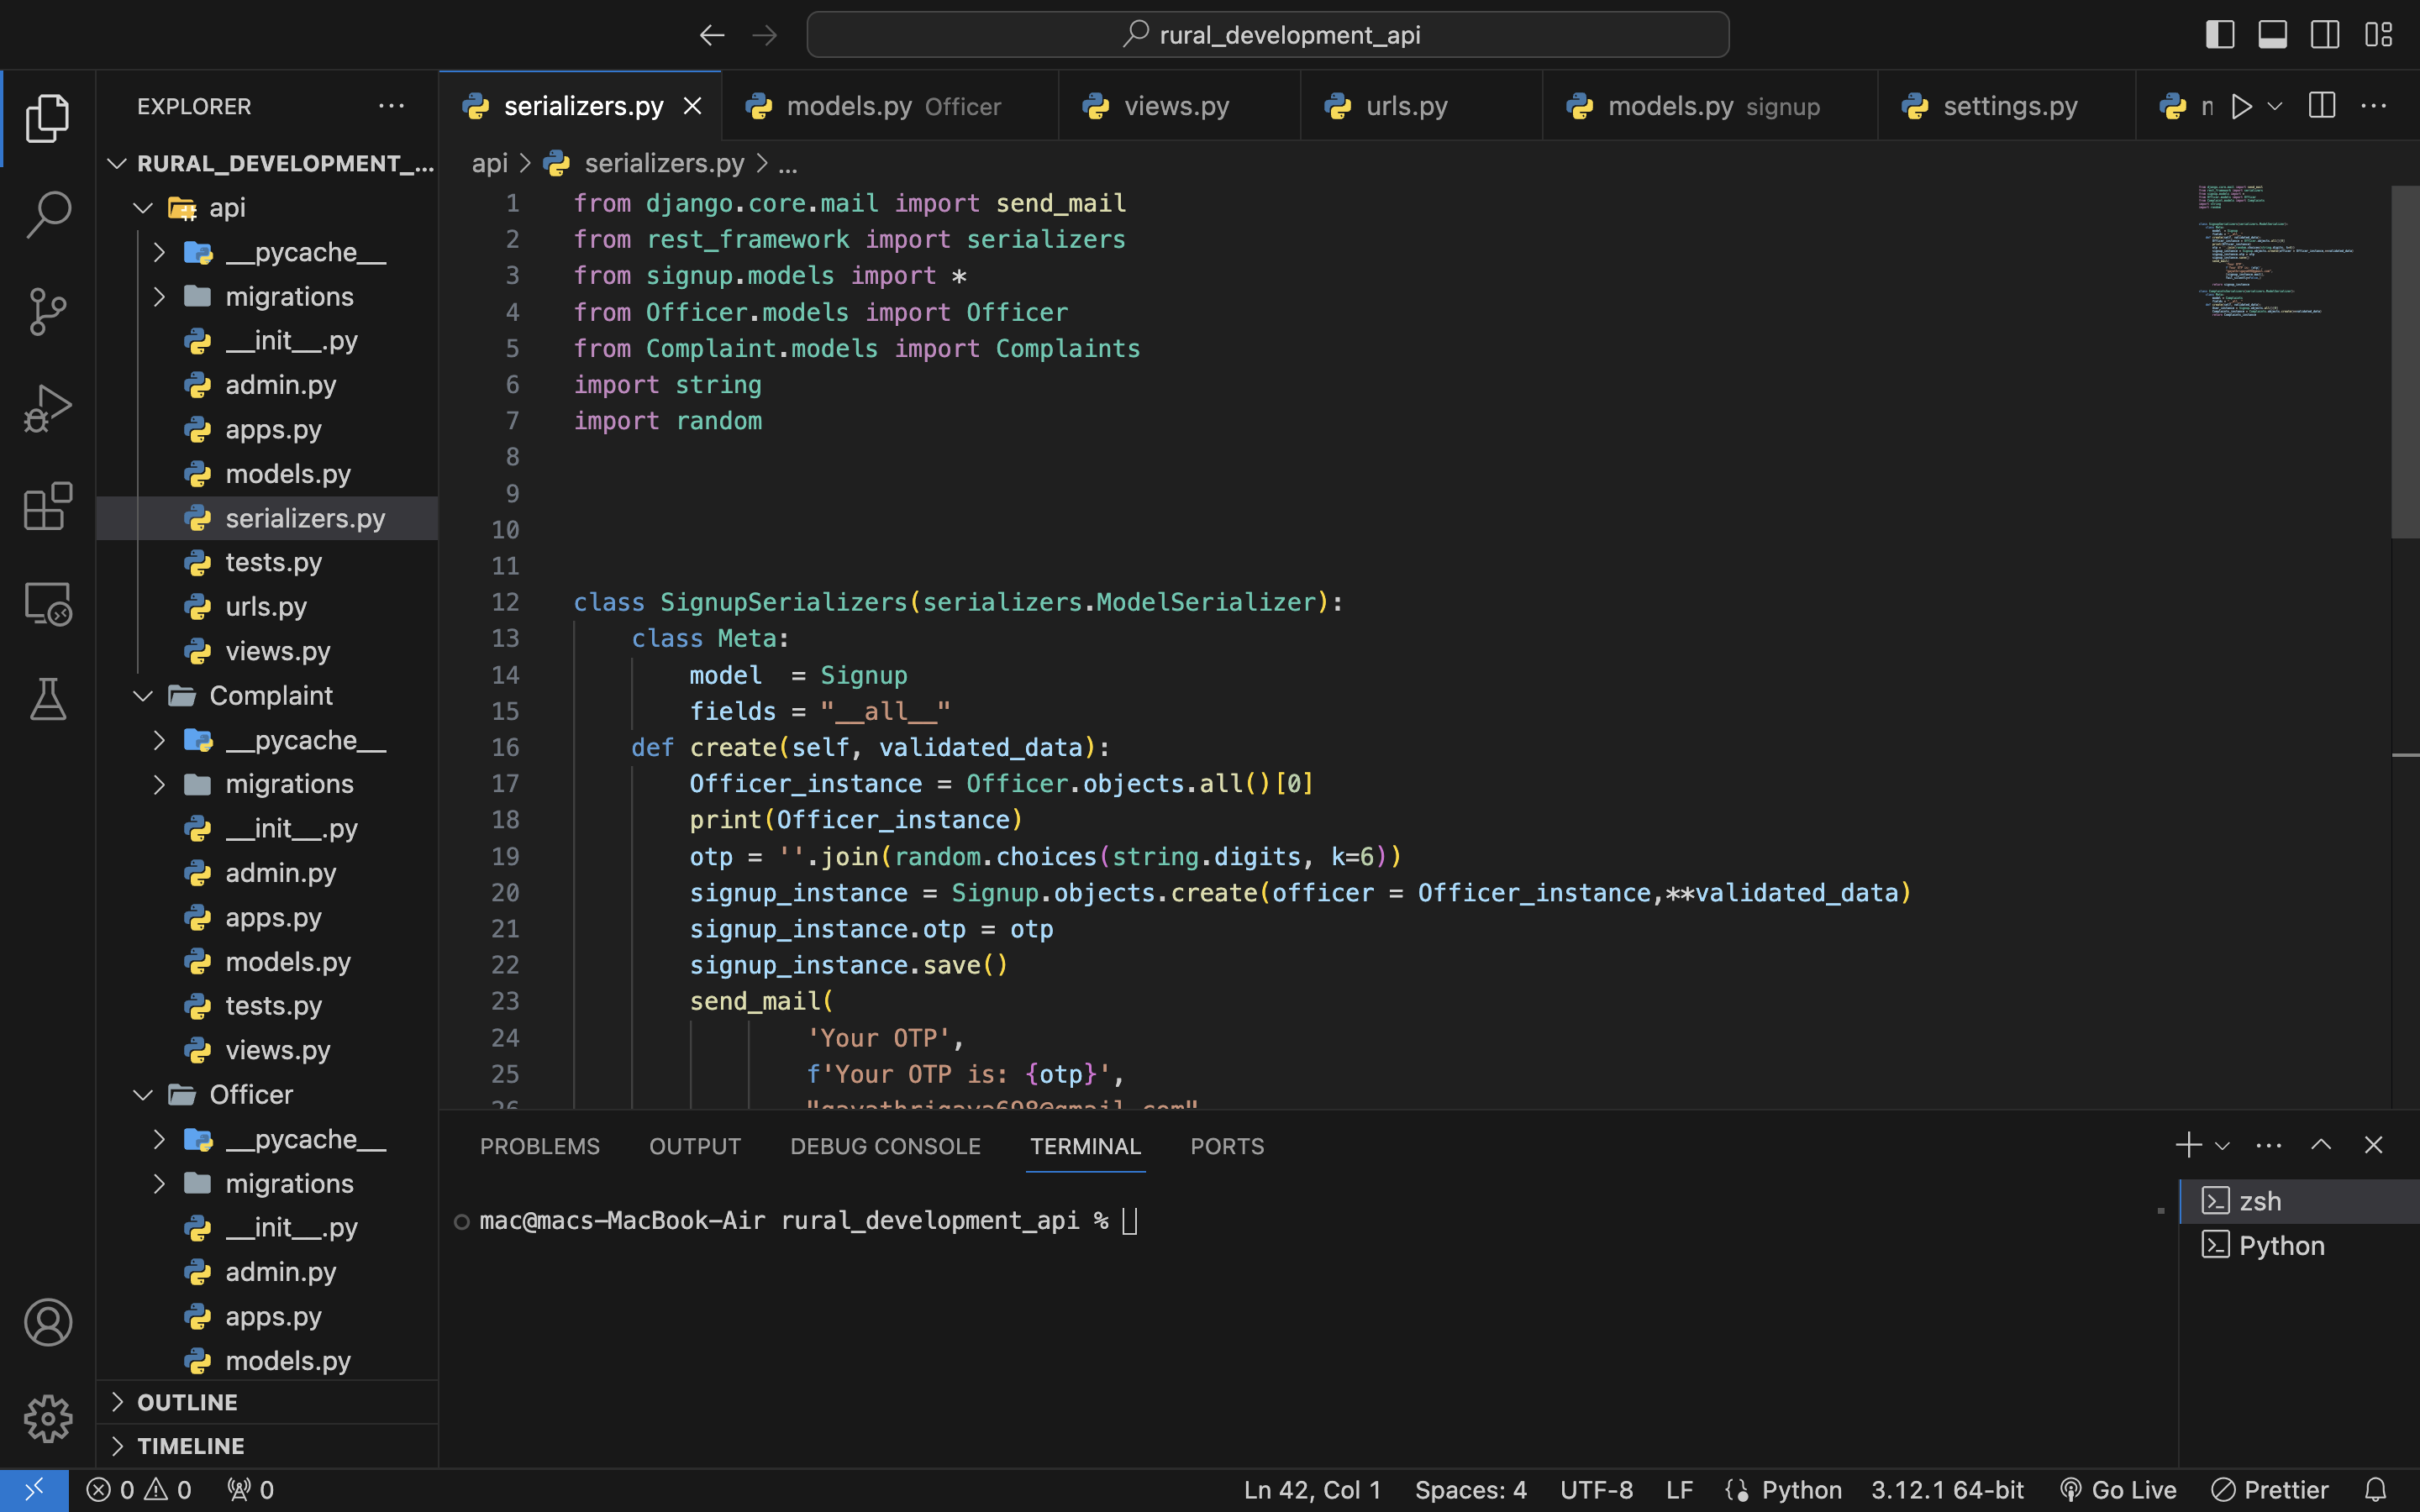 rural_development_api
EXPLORER
serializers.py
models.py Officer
views.py
urls.py
models.py signup
settings.py
RURAL_DEVELOPMENT_...
api > serializers.py > ...
api
__pycache__
migrations
__init__.py
admin.py
apps.py
models.py
serializers.py
tests.py
urls.py
views.py
Complaint
__pycache__
migrations
__init__.py
admin.py
apps.py
models.py
tests.py
views.py
Officer
__pycache__
migrations
__init__.py
admin.py
apps.py
models.py
OUTLINE
TIMELINE
1 from django.core.mail import send_mail
2 from rest_framework import serializers
3 from signup.models import *
4 from Officer.models import Officer
5 from Complaint.models import Complaints
6 import string
7 import random
8
9
10
11
12 class SignupSerializers(serializers.ModelSerializer):
13 class Meta:
14 model  = Signup
15 fields = "__all__"
16 def create(self, validated_data):
17 Officer_instance = Officer.objects.all()[0]
18 print(Officer_instance)
19 otp = ''.join(random.choices(string.digits, k=6))
20 signup_instance = Signup.objects.create(officer = Officer_instance,**validated_data)
21 signup_instance.otp = otp
22 signup_instance.save()
23 send_mail(
24 'Your OTP',
25 f'Your OTP is: {otp}',
26
PROBLEMS OUTPUT DEBUG CONSOLE TERMINAL PORTS
mac@macs-MacBook-Air rural_development_api %
zsh
Python
0 0 0
Ln 42, Col 1 Spaces: 4 UTF-8 LF Python 3.12.1 64-bit Go Live Prettier